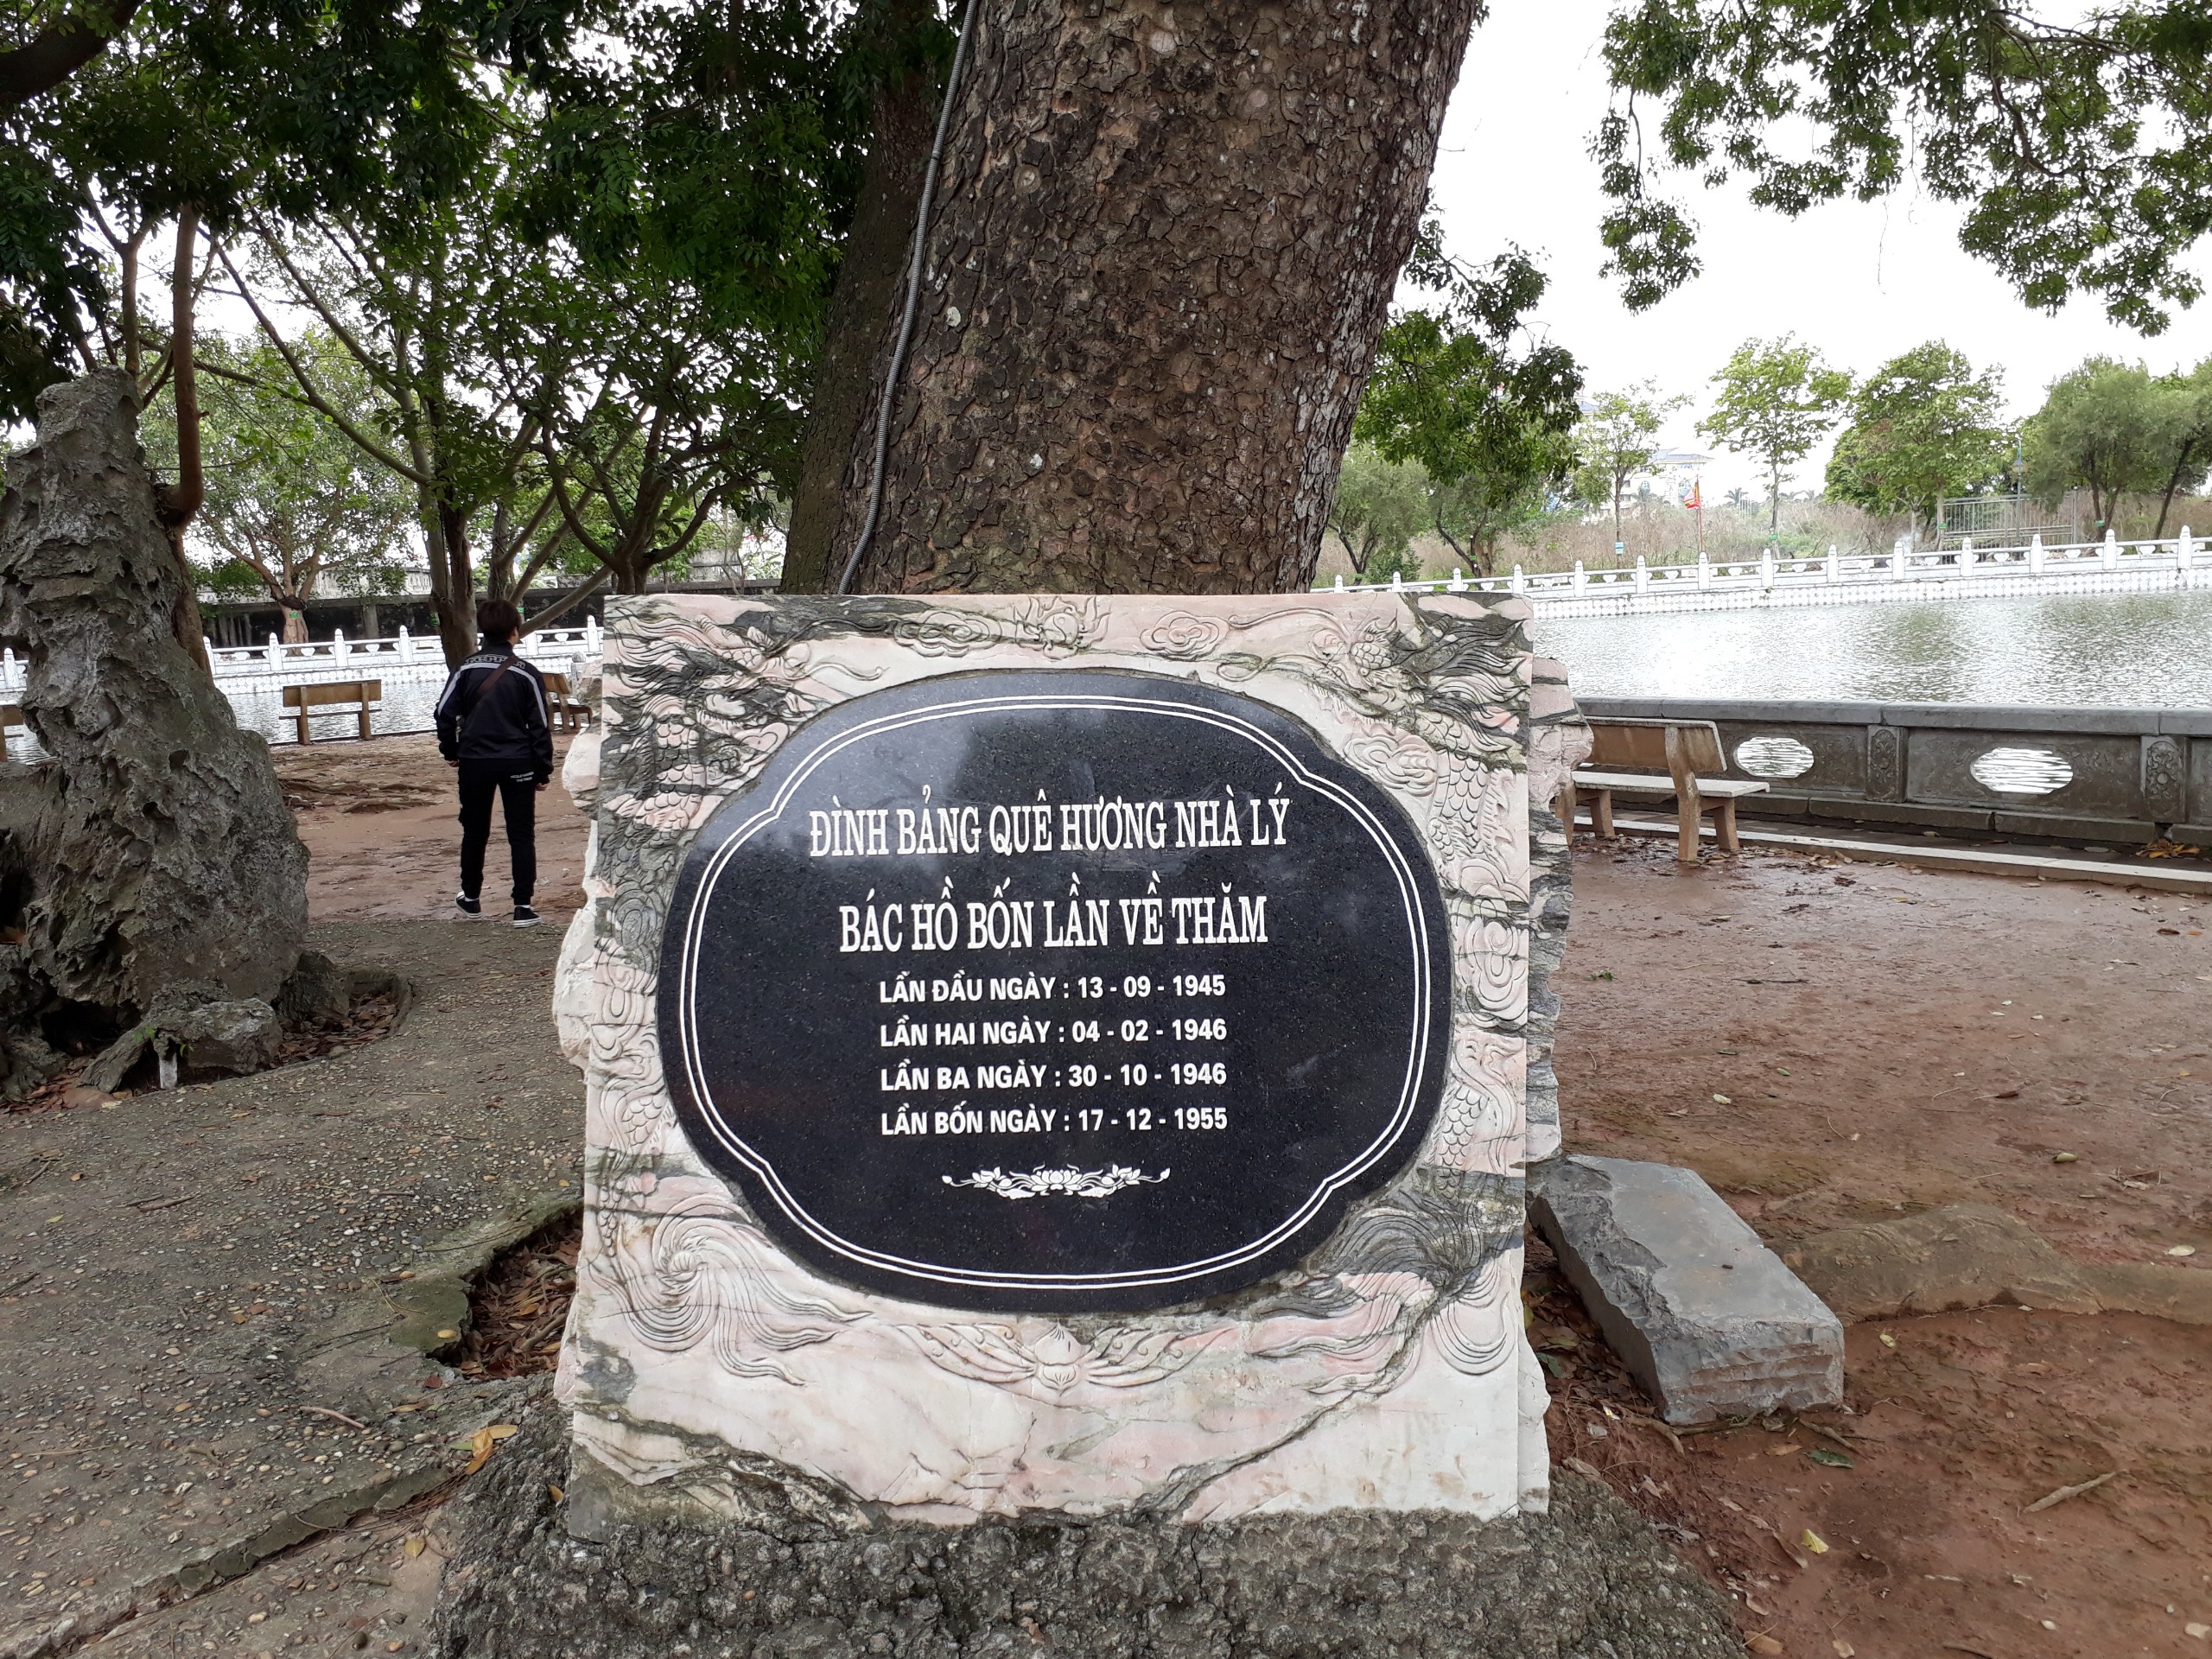 ĐÌNH BẢNG QUÊ HƯƠNG NHÀ LÝ
BÁC HỒ BỐN LẦN VỀ THĂM
LẦN ĐẦU NGÀY : 13 - 09 - 1945
LẦN HAI NGÀY : 04 - 02 - 1946
LẦN BA NGÀY : 30 - 10 - 1946
LẦN BỐN NGÀY : 17 - 12 - 1955